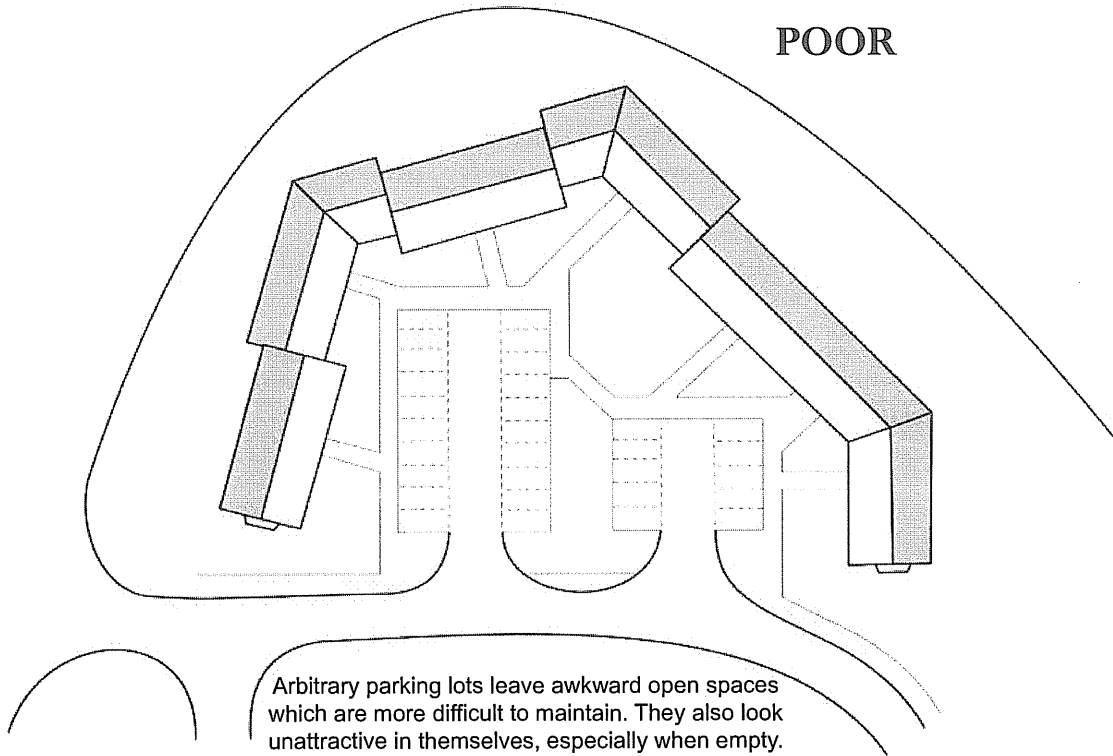 POOR
Arbitrary parking lots leave awkward open spaces
which are more difficult to maintain. They also look
unattractive in themselves, especially when empty.